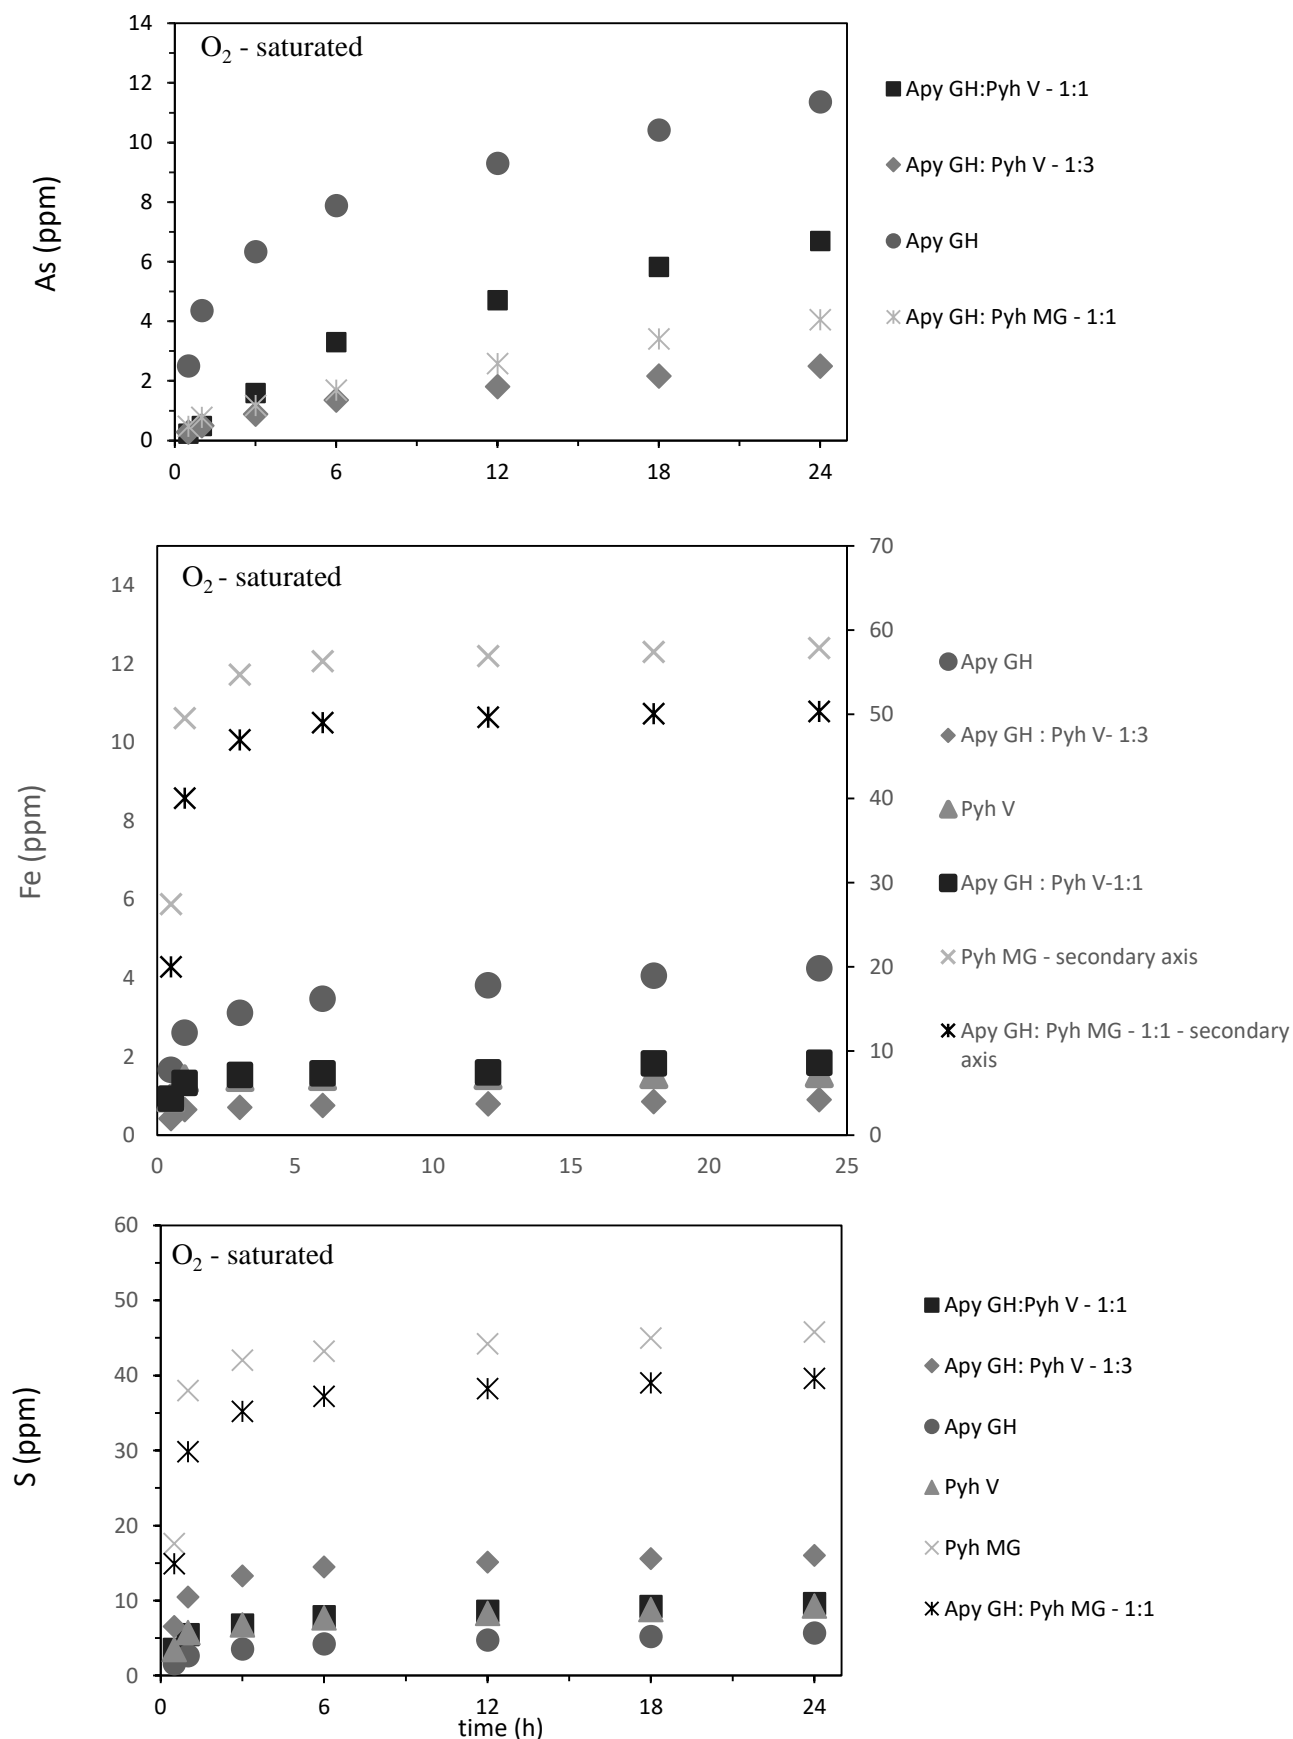 O2 - saturated
As (ppm)
14
12
10
8
6
4
2
0
0 6 12 18 24
Apy GH:Pyh V - 1:1
Apy GH: Pyh V - 1:3
Apy GH
Apy GH: Pyh MG - 1:1
O2 - saturated
Fe (ppm)
14
12
10
8
6
4
2
0
70
60
50
40
30
20
10
0
0 5 10 15 20 25
Apy GH
Apy GH : Pyh V- 1:3
Pyh V
Apy GH : Pyh V-1:1
Pyh MG - secondary axis
Apy GH: Pyh MG - 1:1 - secondary
axis
O2 - saturated
S (ppm)
60
50
40
30
20
10
0
0 6 12 18 24
time (h)
Apy GH:Pyh V - 1:1
Apy GH: Pyh V - 1:3
Apy GH
Pyh V
Pyh MG
Apy GH: Pyh MG - 1:1